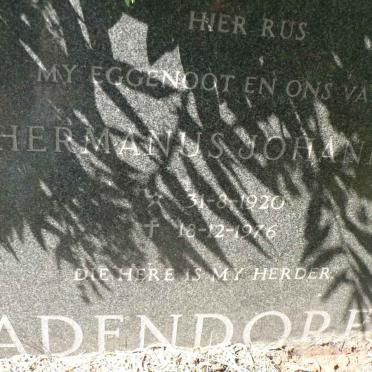 HIER RUS
MY EGGENOOT EN ONS VA
HERMANUS JOHAN
* 31-8-1920
† 18-12-1976
DIE HERE IS MY HERDER
ADENDORF